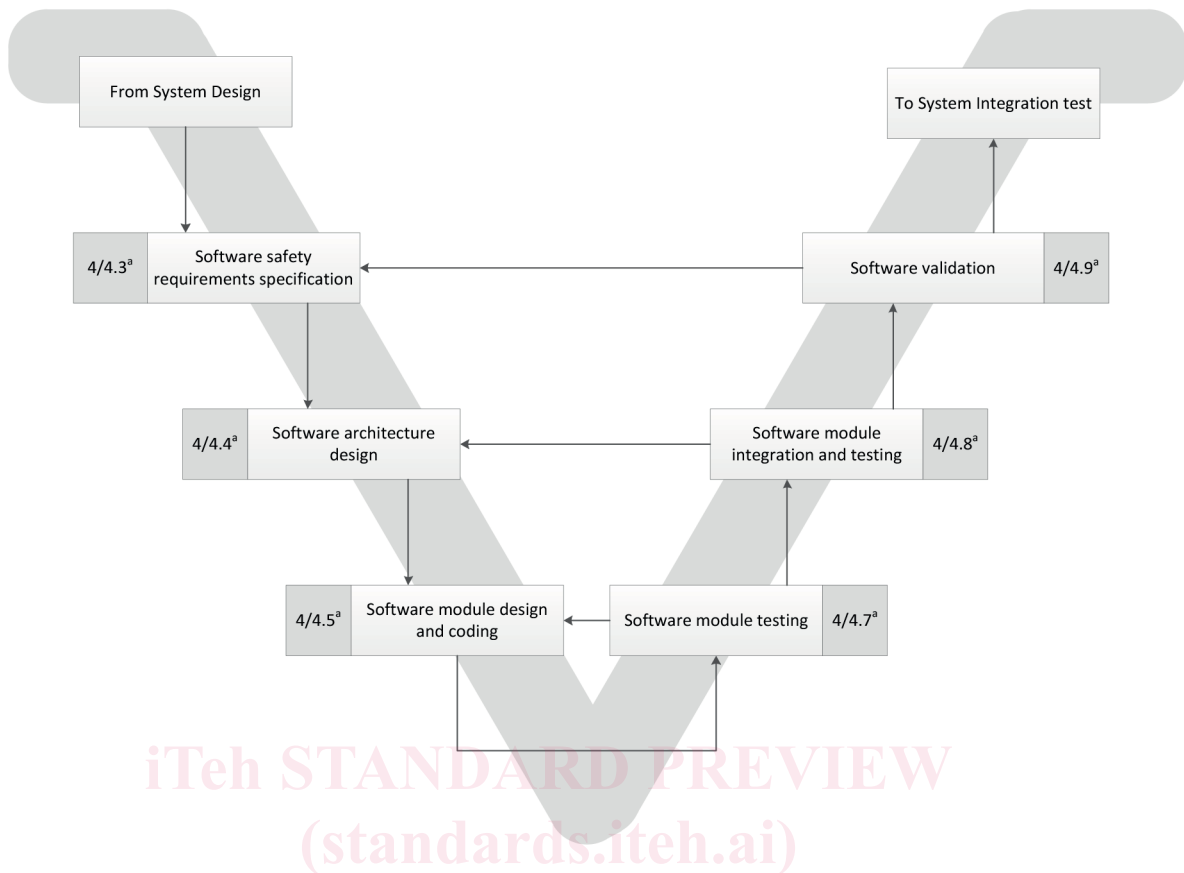 From System Design
To System Integration test
4/4.3ᵃ
Software safety
requirements specification
Software validation
4/4.9ᵃ
4/4.4ᵃ
Software architecture
design
Software module
integration and testing
4/4.8ᵃ
4/4.5ᵃ
Software module design
and coding
Software module testing
4/4.7ᵃ
iTeh STANDARD PREVIEW
(standards.iteh.ai)